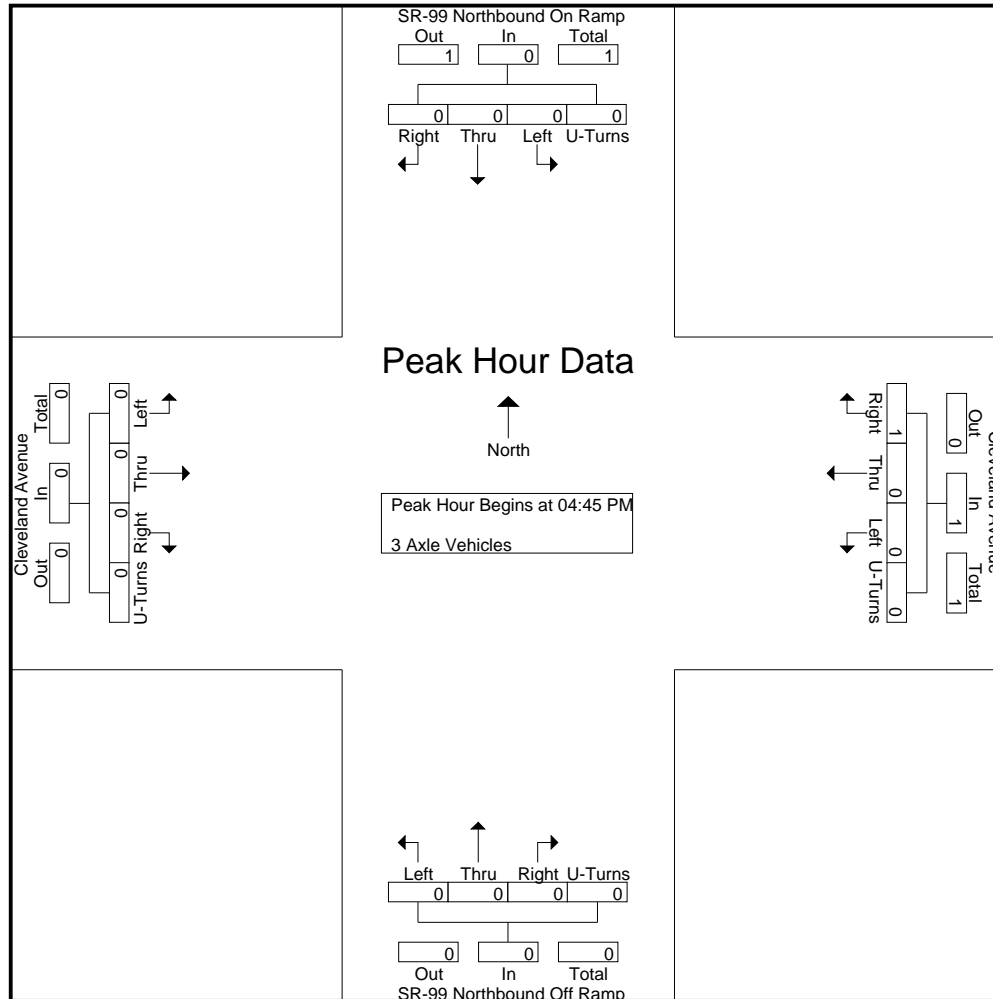 SR-99 Northbound On Ramp
Out In Total
1 0 1
0 0 0 0
Right Thru Left U-Turns
Peak Hour Data
North
Peak Hour Begins at 04:45 PM
3 Axle Vehicles
Cleveland Avenue
Out In Total
0 0 0
Left Thru Right U-Turns
0 0 0 0
Cleveland Avenue
Out In Total
0 1 1
Right Thru Left U-Turns
1 0 0 0
Left Thru Right U-Turns
0 0 0 0
0 0 0
Out In Total
SR-99 Northbound Off Ramp